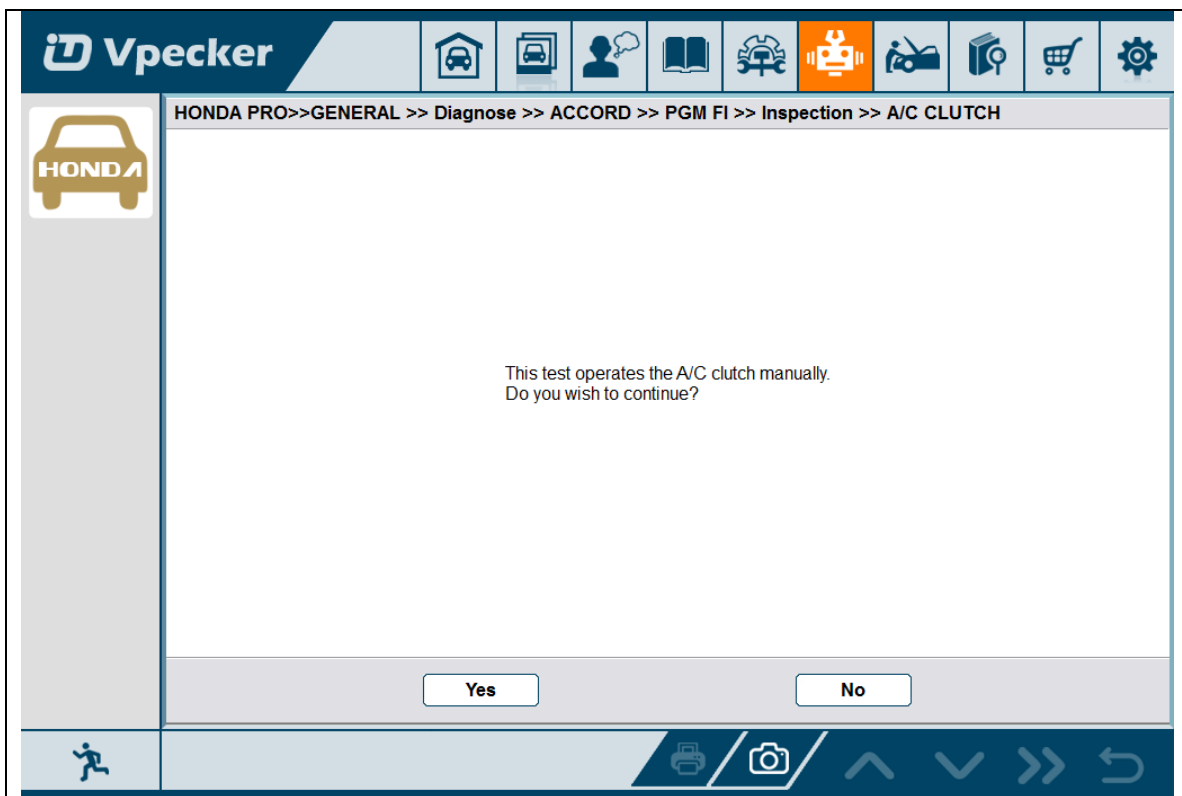 Vpecker
HONDA PRO>>GENERAL >> Diagnose >> ACCORD >> PGM FI >> Inspection >> A/C CLUTCH
HONDA
This test operates the A/C clutch manually.
Do you wish to continue?
Yes
No